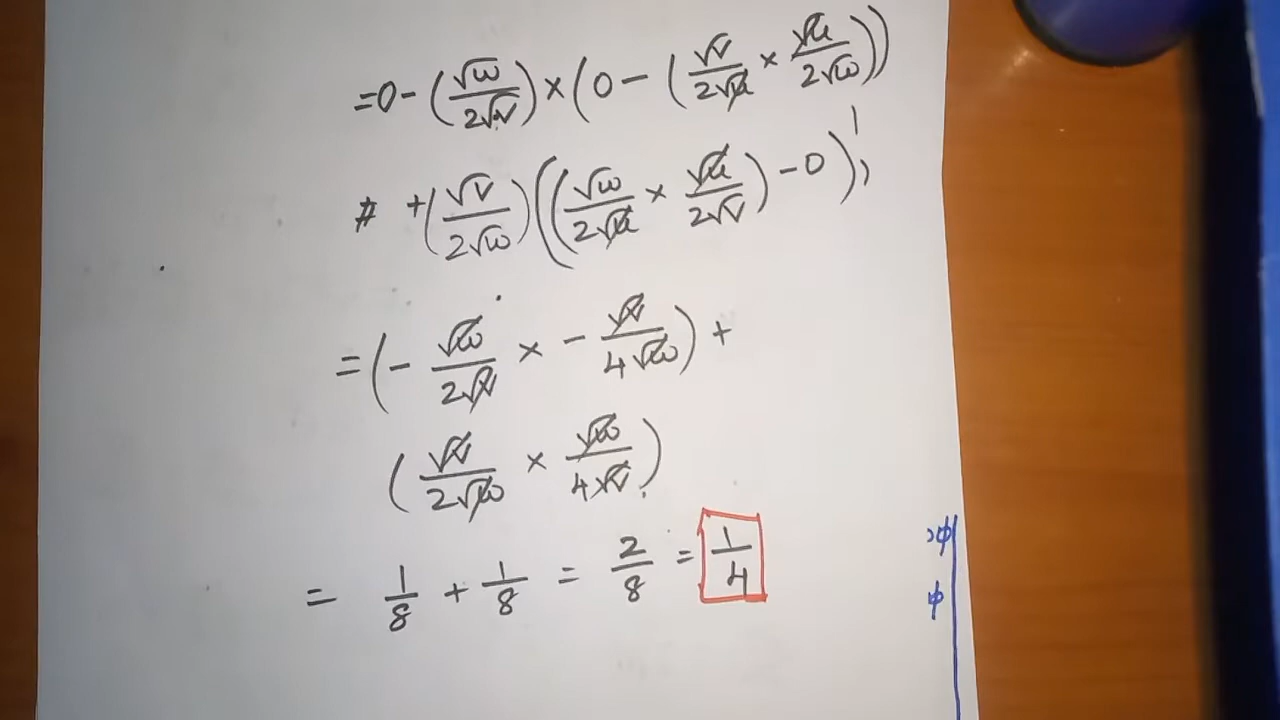 =0-(√w/2√v)×(0-(√v/2√u×√u/2√w))
# +(√v/2√w)((√w/2√u×√u/2√v)-0);
=(-√w/2√v×-√v/4√w)+
(√v/2√w×√w/4√v)
=1/8+1/8=2/8=1/4